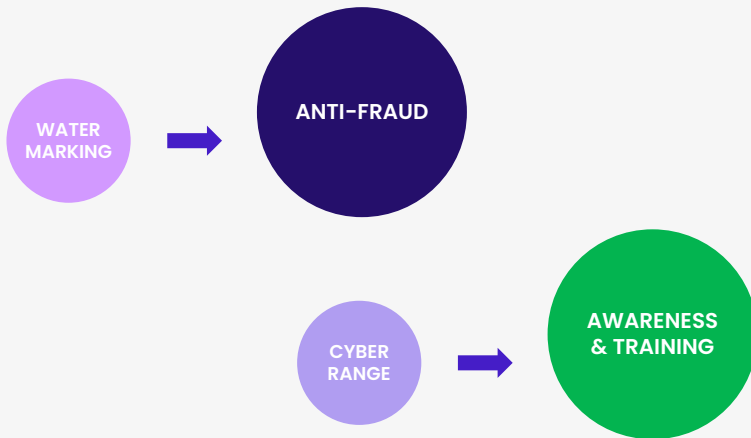 ANTI-FRAUD
WATER
MARKING
AWARENESS
& TRAINING
CYBER
RANGE